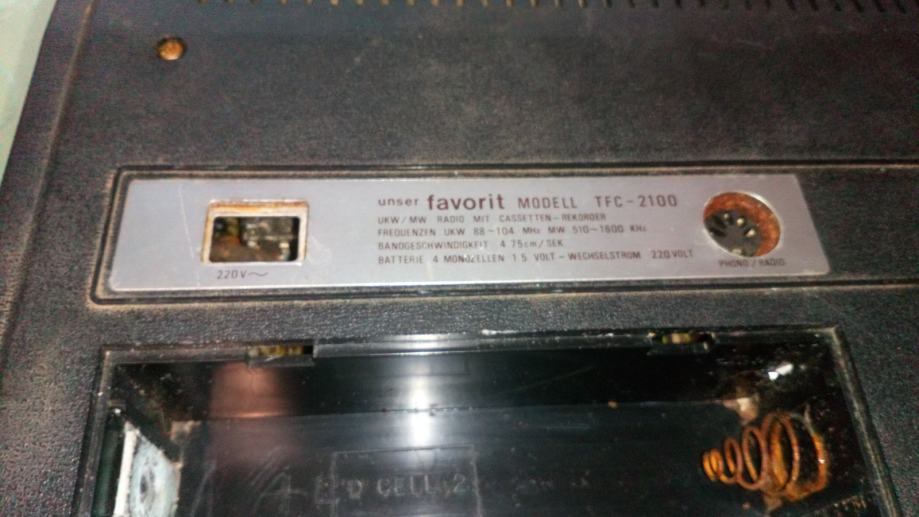 unser favorit MODELL TFC-2100
UKW/MW RADIO MIT CASSETTEN-REKORDER
FREQUENZEN UKW 88~104 MHz MW 510~1600 KHz
BANDGESCHWINDIGKEIT 4.75cm/SEK
BATTERIE 4 MONOZELLEN 1.5 VOLT-WECHSELSTROM 220VOLT
220V~
PHONO/RADIO
D CELL